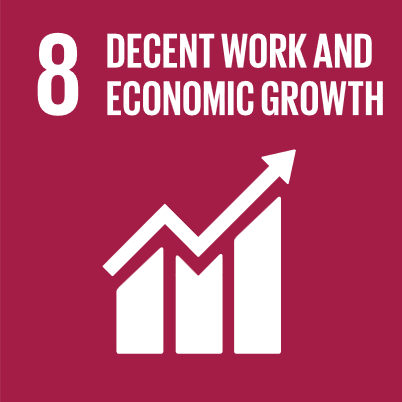 8 DECENT WORK AND
ECONOMIC GROWTH